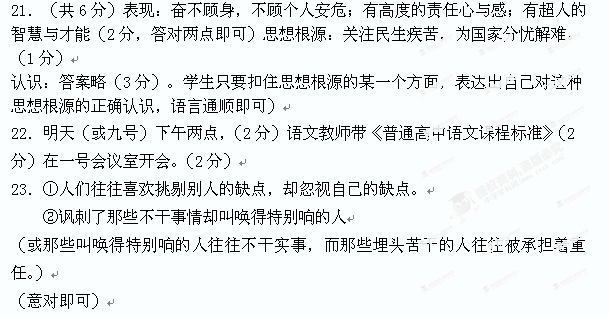 21. （共 6 分）表现：奋不顾身，不顾个人安危；有高度的责任心与感；有超人的
智慧与才能（2 分，答对两点即可）思想根源：关注民生疾苦，为国家分忧解难。
（1 分）
认识：答案略（3 分）。学生只要扣住思想根源的某一个方面，表达出自己对这种
思想根源的正确认识，语言通顺即可）
22. 明天（或九号）下午两点，（2 分）语文教师带《普通高中语文课程标准》（2
分）在一号会议室开会。（2 分）
23. ①人们往往喜欢挑剔别人的缺点，却忽视自己的缺点。
②讽刺了那些不干事情却叫唤得特别响的人
（或那些叫唤得特别响的人往往不干实事，而那些埋头苦干的人往往被承担着重
任。）
（意对即可）